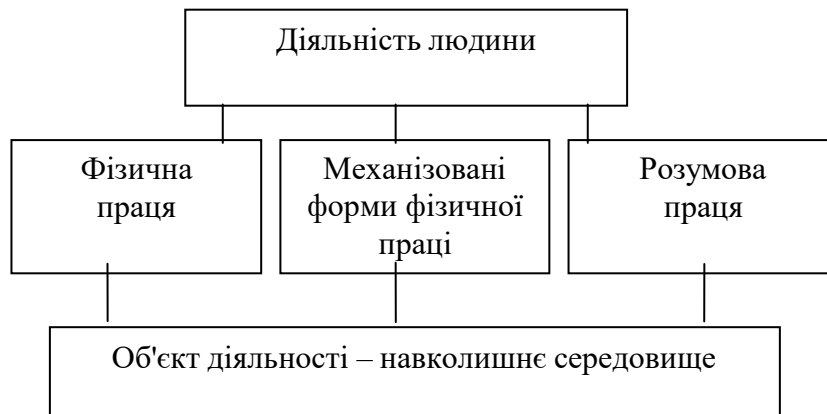 Діяльність людини
Фізична
праця
Механізовані
форми фізичної
праці
Розумова
праця
Об'єкт діяльності – навколишнє середовище